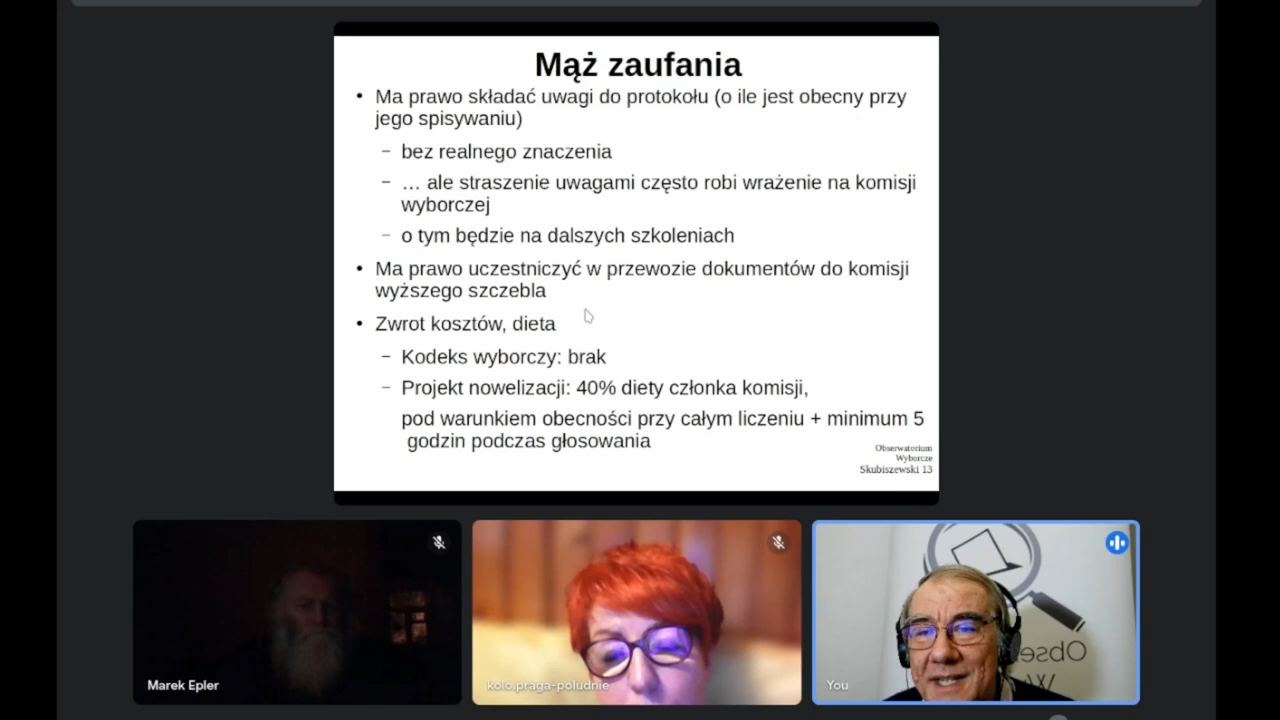 Mąż zaufania
• Ma prawo składać uwagi do protokołu (o ile jest obecny przy
jego spisywaniu)
– bez realnego znaczenia
– … ale straszenie uwagami często robi wrażenie na komisji
wyborczej
– o tym będzie na dalszych szkoleniach
• Ma prawo uczestniczyć w przewozie dokumentów do komisji
wyższego szczebla
• Zwrot kosztów, dieta
– Kodeks wyborczy: brak
– Projekt nowelizacji: 40% diety członka komisji,
pod warunkiem obecności przy całym liczeniu + minimum 5
godzin podczas głosowania
Obserwatorium
Wyborcze
Skubiszewski 13
Marek Epler
kolo.praga-poludnie
You
Obse
W